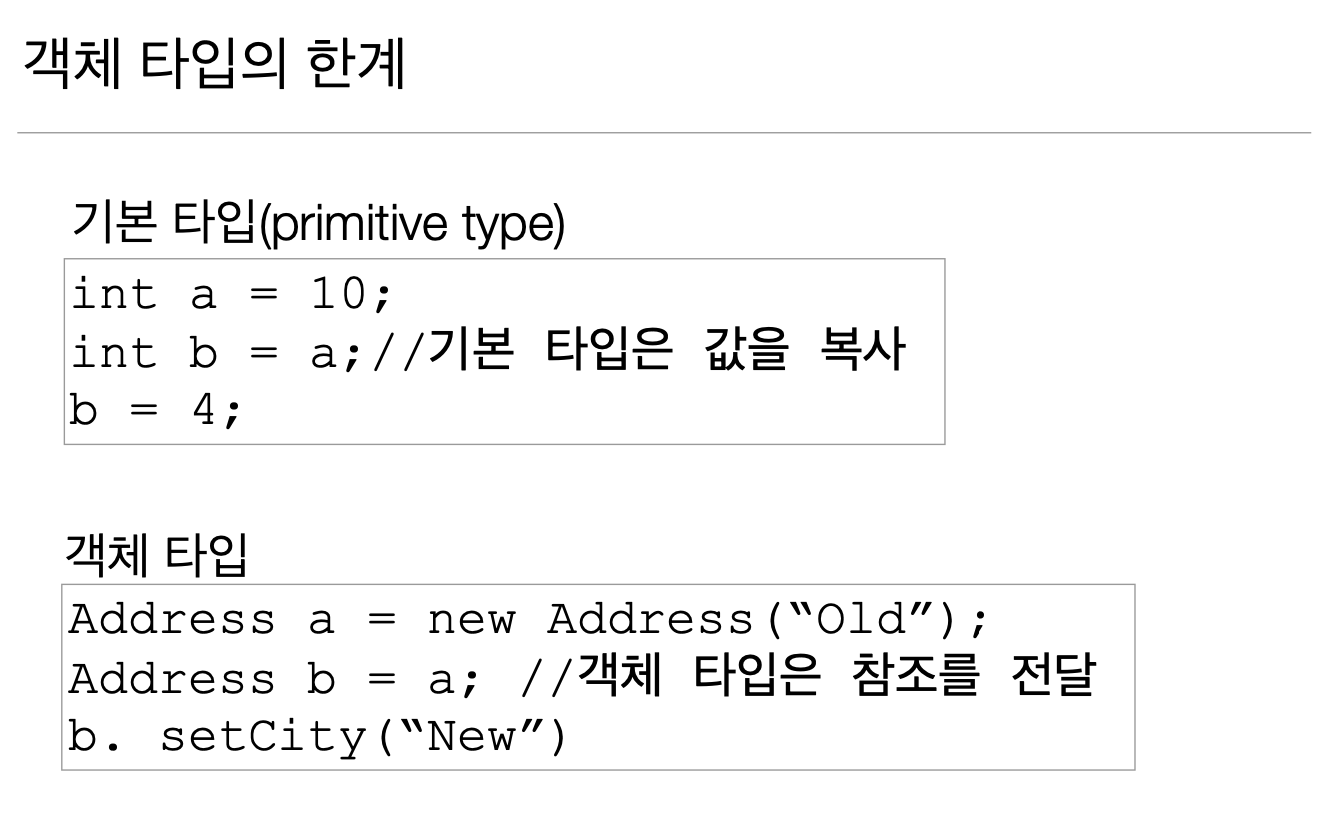 객체 타입의 한계
기본 타입(primitive type)
int a = 10;
int b = a;//기본 타입은 값을 복사
b = 4;
객체 타입
Address a = new Address(“Old”);
Address b = a; //객체 타입은 참조를 전달
b. setCity(“New”)